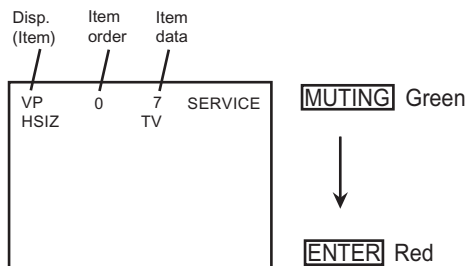 Disp.
(Item)
Item
order
Item
data
VP 0 7 SERVICE
HSIZ TV
MUTING Green
ENTER Red